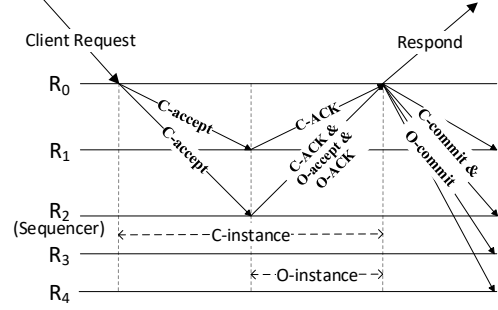 Client Request
Respond
R0
C-accept
C-ACK
C-accept
C-ACK &
O-accept &
O-ACK
C-commit &
O-commit
R1
R2
(Sequencer)
C-instance
R3
O-instance
R4